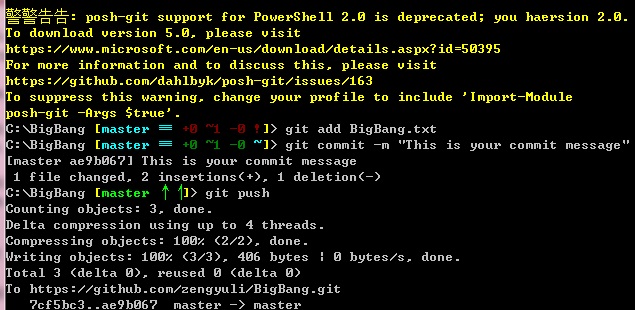 警警告告: posh-git support for PowerShell 2.0 is deprecated; you haersion 2.0.
To download version 5.0, please visit
https://www.microsoft.com/en-us/download/details.aspx?id=50395
For more information and to discuss this, please visit
https://github.com/dahlbyk/posh-git/issues/163
To suppress this warning, change your profile to include 'Import-Module
posh-git -Args $true'.
C:\BigBang [master ≡ +0 ~1 -0 !]> git add BigBang.txt
C:\BigBang [master ≡ +0 ~1 -0 ~]> git commit -m "This is your commit message"
[master ae9b067] This is your commit message
 1 file changed, 2 insertions(+), 1 deletion(-)
C:\BigBang [master ↑ ↑]> git push
Counting objects: 3, done.
Delta compression using up to 4 threads.
Compressing objects: 100% (2/2), done.
Writing objects: 100% (3/3), 406 bytes | 0 bytes/s, done.
Total 3 (delta 0), reused 0 (delta 0)
To https://github.com/zengyuli/BigBang.git
   7cf5bc3..ae9b067  master -> master